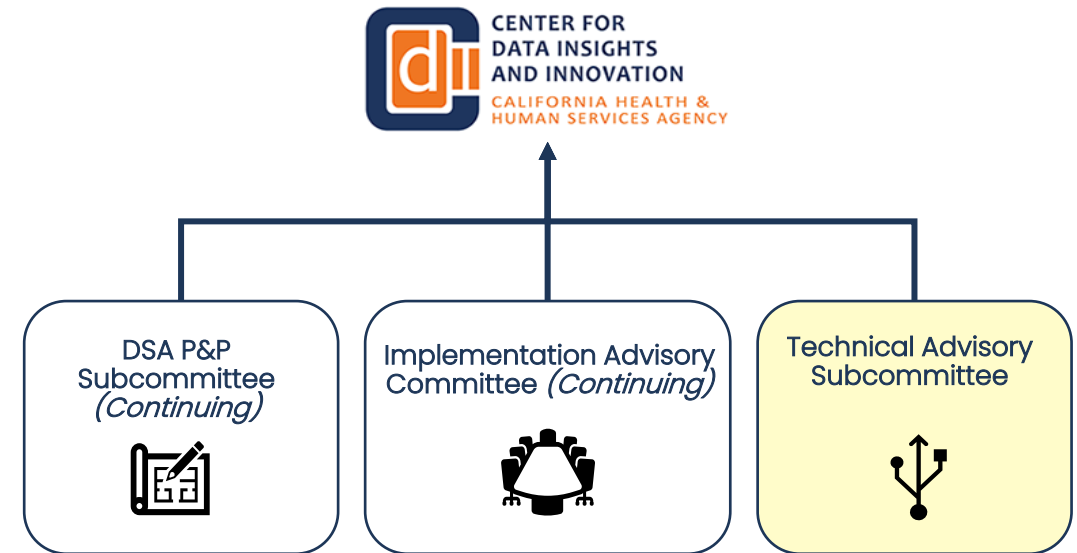 CENTER FOR
DATA INSIGHTS
AND INNOVATION
CALIFORNIA HEALTH &
HUMAN SERVICES AGENCY
DSA P&P
Subcommittee
(Continuing)
Implementation Advisory
Committee (Continuing)
Technical Advisory
Subcommittee